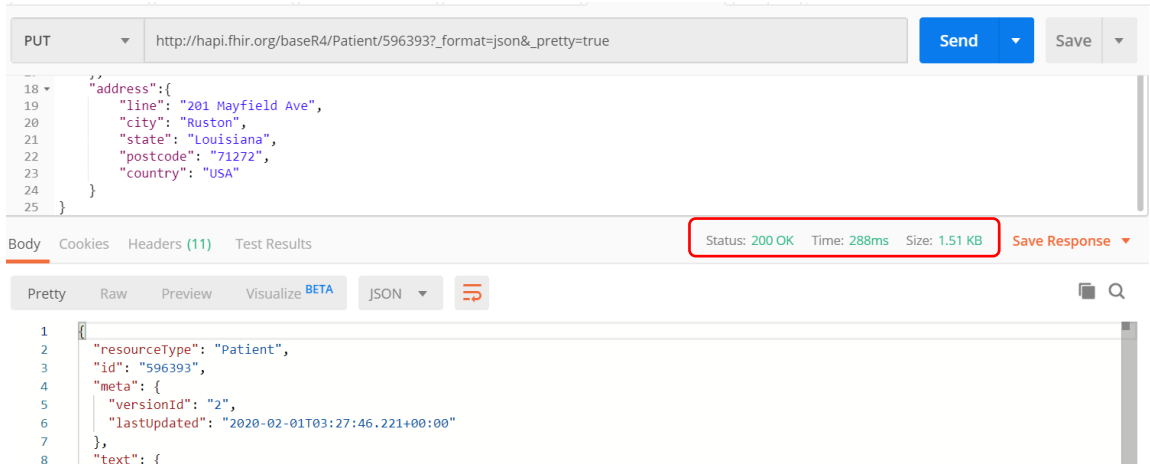 PUT http://hapi.fhir.org/baseR4/Patient/596393?_format=json&_pretty=true Send Save
18 "address":{
19 "line": "201 Mayfield Ave",
20 "city": "Ruston",
21 "state": "Louisiana",
22 "postcode": "71272",
23 "country": "USA"
24 }
25 }
Body Cookies Headers (11) Test Results Status: 200 OK Time: 288ms Size: 1.51 KB Save Response
Pretty Raw Preview Visualize BETA JSON
1 {
2 "resourceType": "Patient",
3 "id": "596393",
4 "meta": {
5 "versionId": "2",
6 "lastUpdated": "2020-02-01T03:27:46.221+00:00"
7 },
8 "text": {